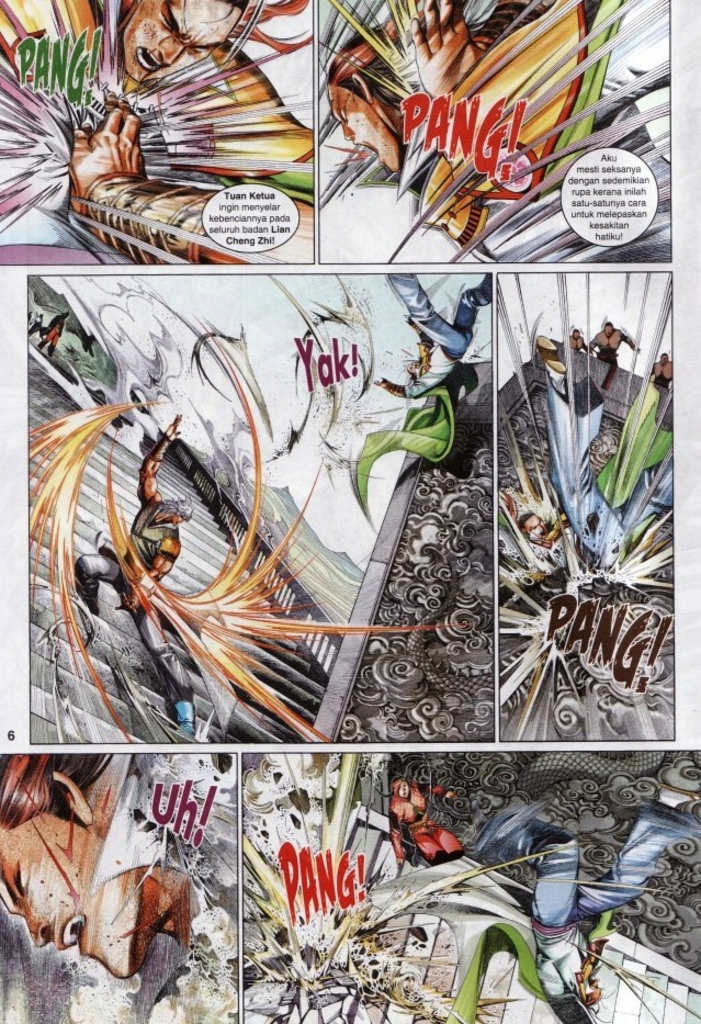 PANG!
Tuan Ketua
ingin menyelar
kebenciannya pada
seluruh badan Lian
Cheng Zhi!
PANG!
Aku
mesti seksanya
dengan sedemikian
rupa kerana inilah
satu-satunya cara
untuk melepaskan
kesakitan
hatiku!
Yak!
PANG!
6
Uh!
PANG!